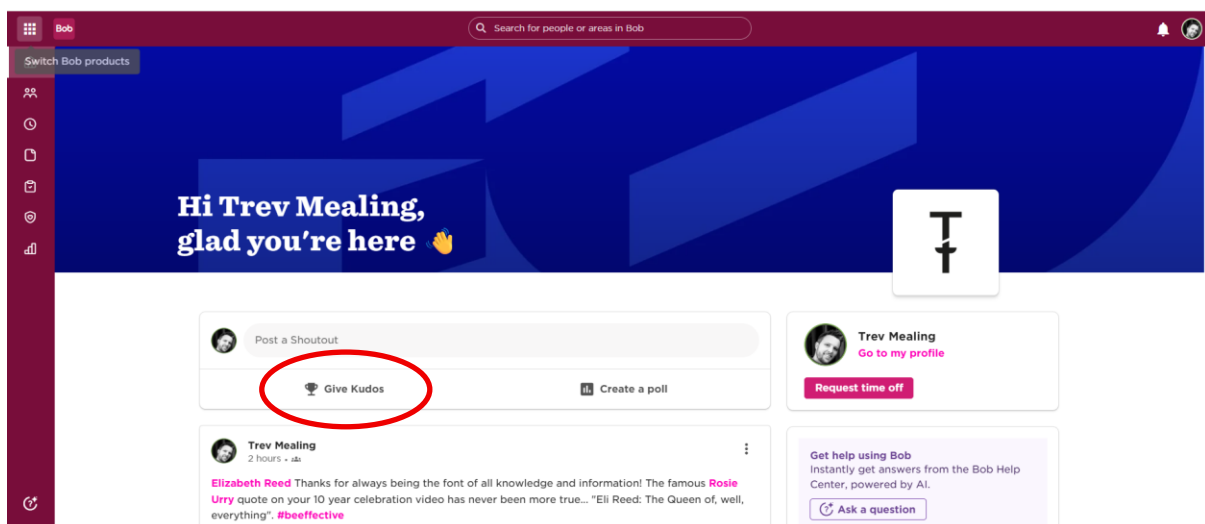 Bob
Search for people or areas in Bob
Switch Bob products
Hi Trev Mealing,
glad you're here
Post a Shoutout
Give Kudos
Create a poll
Trev Mealing
Go to my profile
Request time off
Trev Mealing
2 hours •
Elizabeth Reed Thanks for always being the font of all knowledge and information! The famous Rosie
Urry quote on your 10 year celebration video has never been more true... "Eli Reed: The Queen of, well,
everything". #beeffective
Get help using Bob
Instantly get answers from the Bob Help
Center, powered by AI.
Ask a question